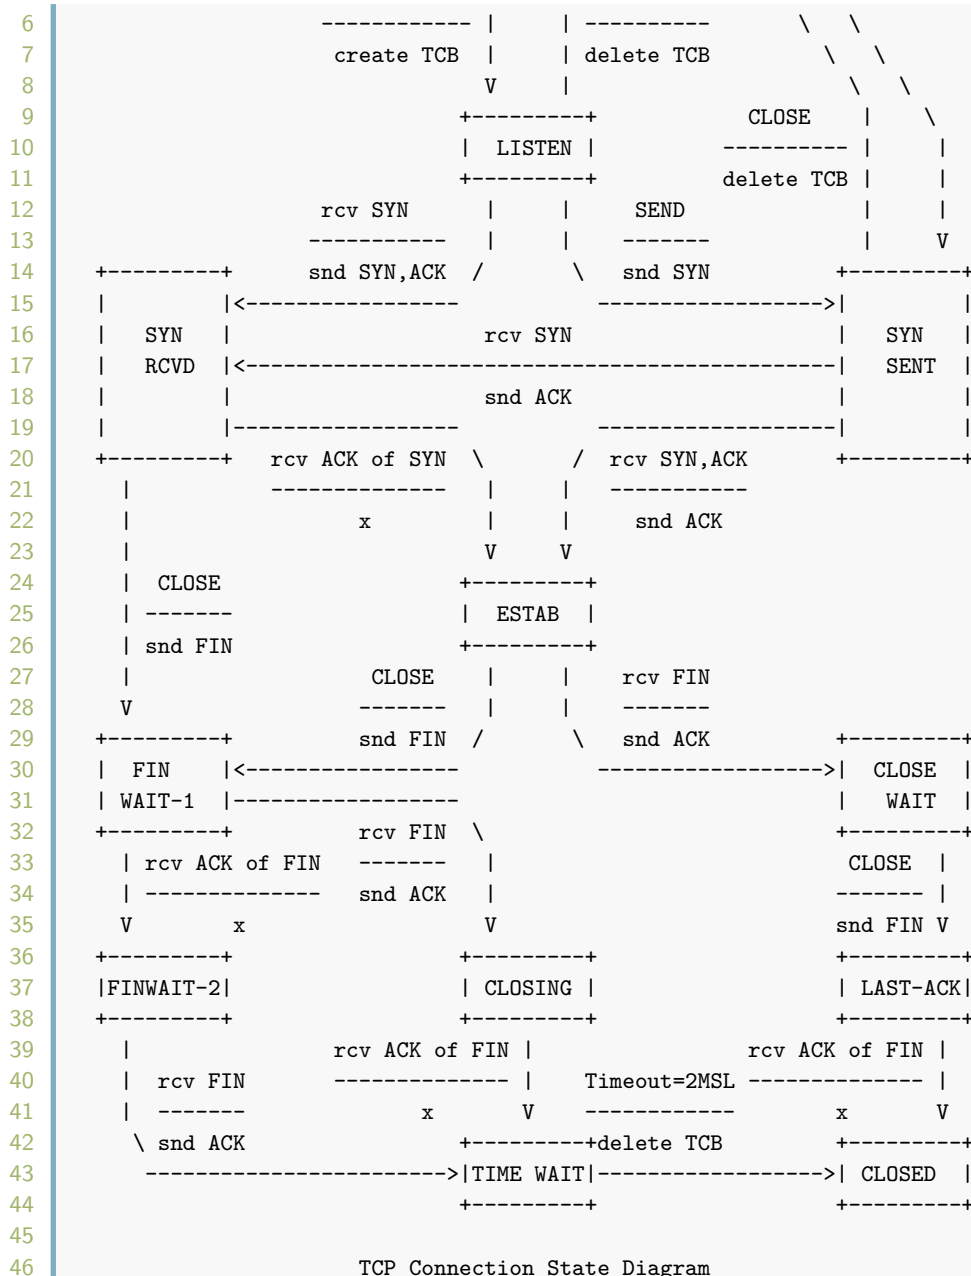 6                       ------------ |      | ----------       \   \
7                        create TCB  |      | delete TCB         \   \
8                                    V      |                      \   \
9                                  +---------+            CLOSE    |    \
10                                 |  LISTEN |          ---------- |     |
11                                 +---------+          delete TCB |     |
12                      rcv SYN      |     |     SEND              |     |
13                     -----------   |     |    -------            |     V
14    +---------+      snd SYN,ACK  /       \   snd SYN          +---------+
15    |         |<-----------------           ------------------>|         |
16    |   SYN   |                    rcv SYN                     |   SYN   |
17    |   RCVD  |<-----------------------------------------------|   SENT  |
18    |         |                    snd ACK                     |         |
19    |         |------------------           -------------------|         |
20    +---------+   rcv ACK of SYN  \       /  rcv SYN,ACK       +---------+
21      |           --------------   |     |   -----------
22      |                  x         |     |     snd ACK
23      |                            V     V
24      |  CLOSE                   +---------+
25      | -------                  |  ESTAB  |
26      | snd FIN                  +---------+
27      |                   CLOSE    |     |    rcv FIN
28      V                  -------   |     |    -------
29    +---------+          snd FIN  /       \   snd ACK          +---------+
30    |  FIN    |<-----------------           ------------------>|  CLOSE  |
31    | WAIT-1  |------------------                              |   WAIT  |
32    +---------+          rcv FIN  \                            +---------+
33      | rcv ACK of FIN   -------   |                            CLOSE  |
34      | --------------   snd ACK   |                           ------- |
35      V        x                   V                           snd FIN V
36    +---------+                  +---------+                   +---------+
37    |FINWAIT-2|                  | CLOSING |                   | LAST-ACK|
38    +---------+                  +---------+                   +---------+
39      |                rcv ACK of FIN |                 rcv ACK of FIN |
40      |  rcv FIN       -------------- |    Timeout=2MSL -------------- |
41      |  -------              x       V    ------------        x       V
42       \ snd ACK                 +---------+delete TCB         +---------+
43        ------------------------>|TIME WAIT|------------------>| CLOSED  |
44                                 +---------+                   +---------+
45
46                         TCP Connection State Diagram